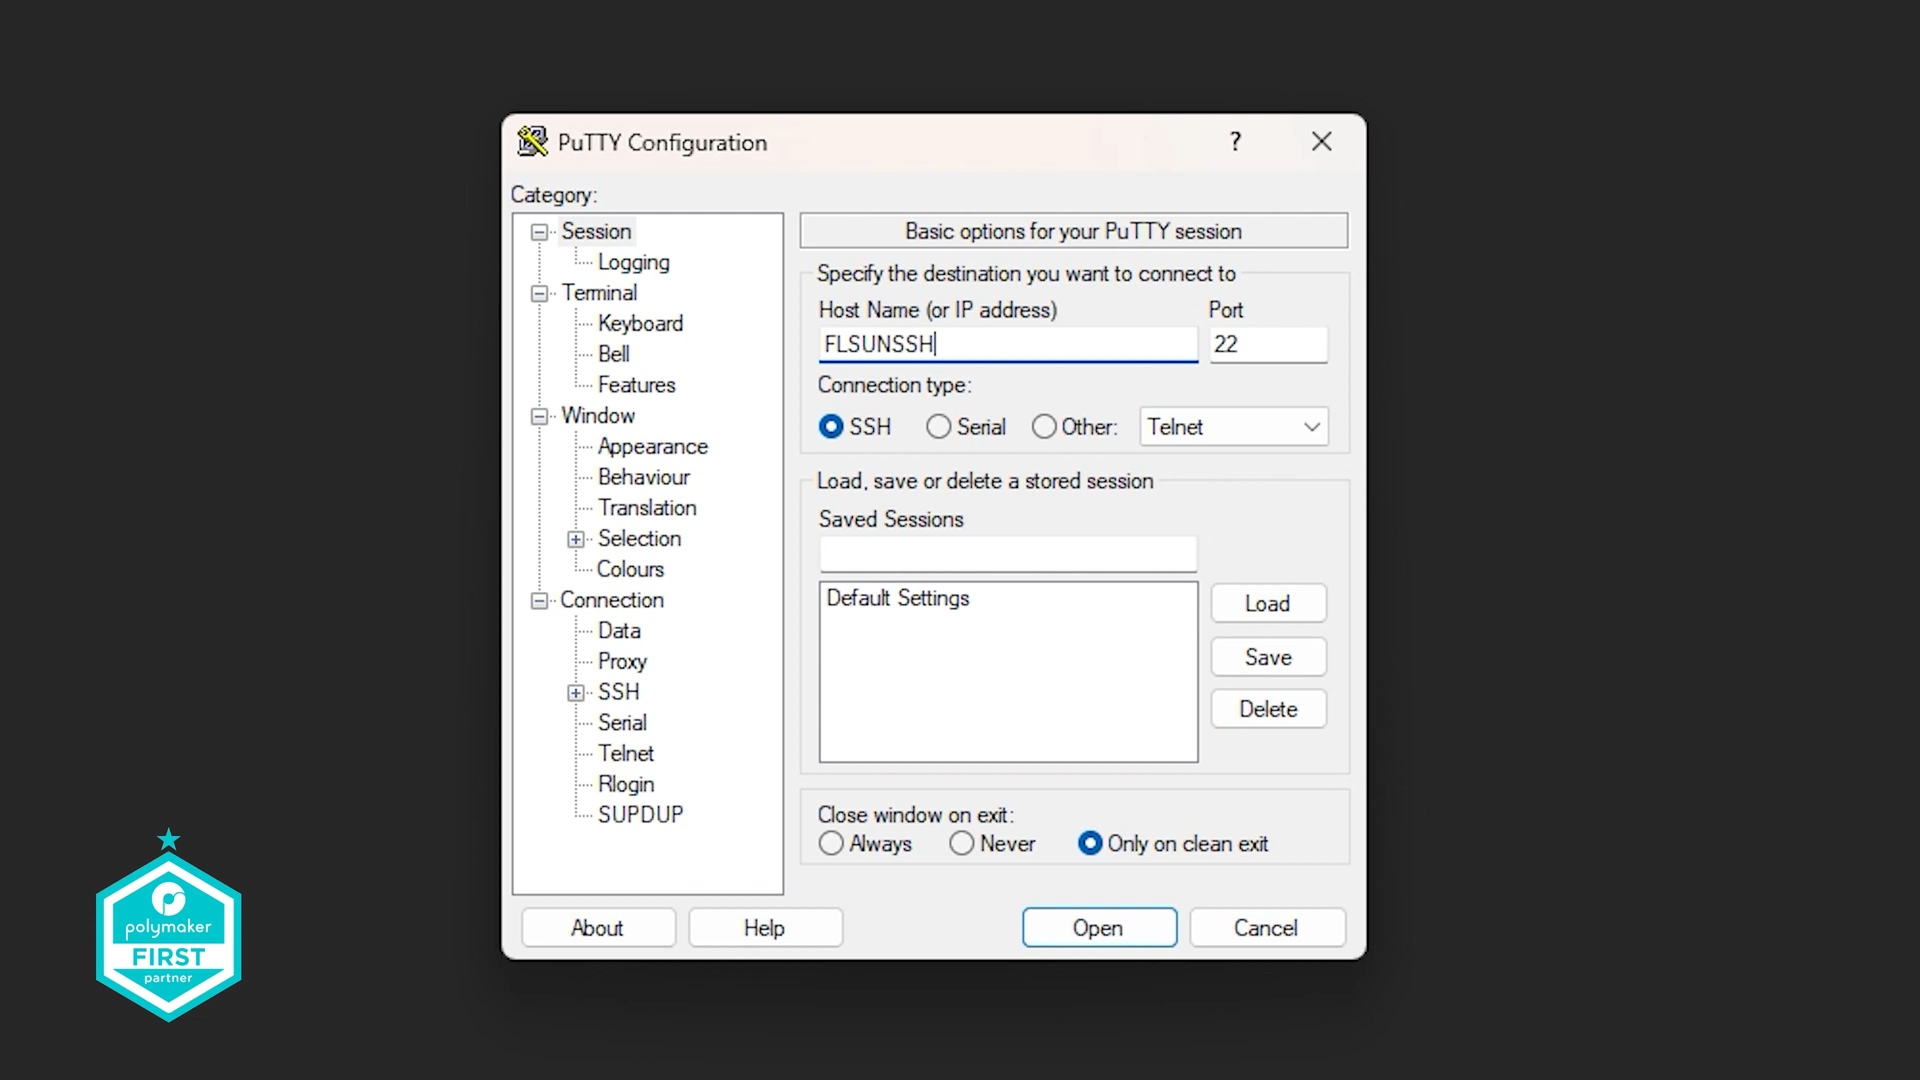 PuTTY Configuration
?
Category:
Session
Logging
Terminal
Keyboard
Bell
Features
Window
Appearance
Behaviour
Translation
Selection
Colours
Connection
Data
Proxy
SSH
Serial
Telnet
Rlogin
SUPDUP
Basic options for your PuTTY session
Specify the destination you want to connect to
Host Name (or IP address) Port
FLSUNSSH 22
Connection type:
SSH Serial Other: Telnet
Load, save or delete a stored session
Saved Sessions
Default Settings
Load
Save
Delete
Close window on exit:
Always Never Only on clean exit
About Help Open Cancel
polymaker
FIRST
partner